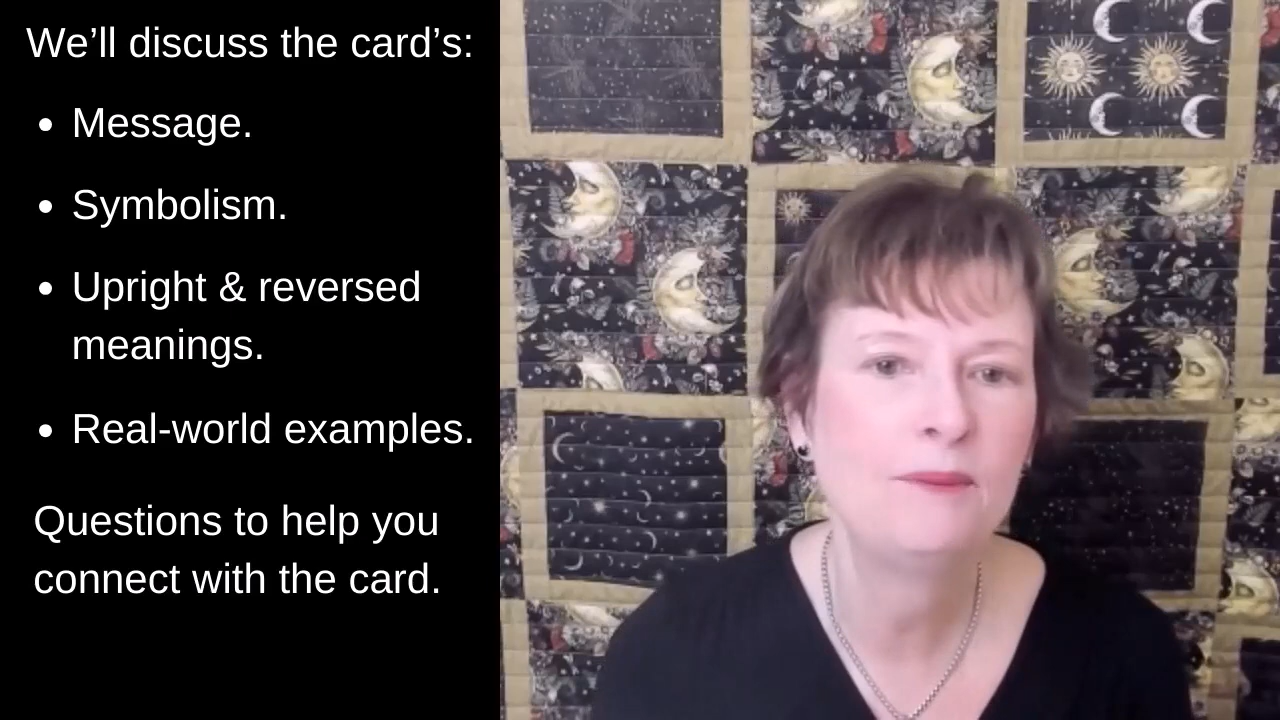 We’ll discuss the card’s:
• Message.
• Symbolism.
• Upright & reversed
meanings.
• Real-world examples.
Questions to help you
connect with the card.